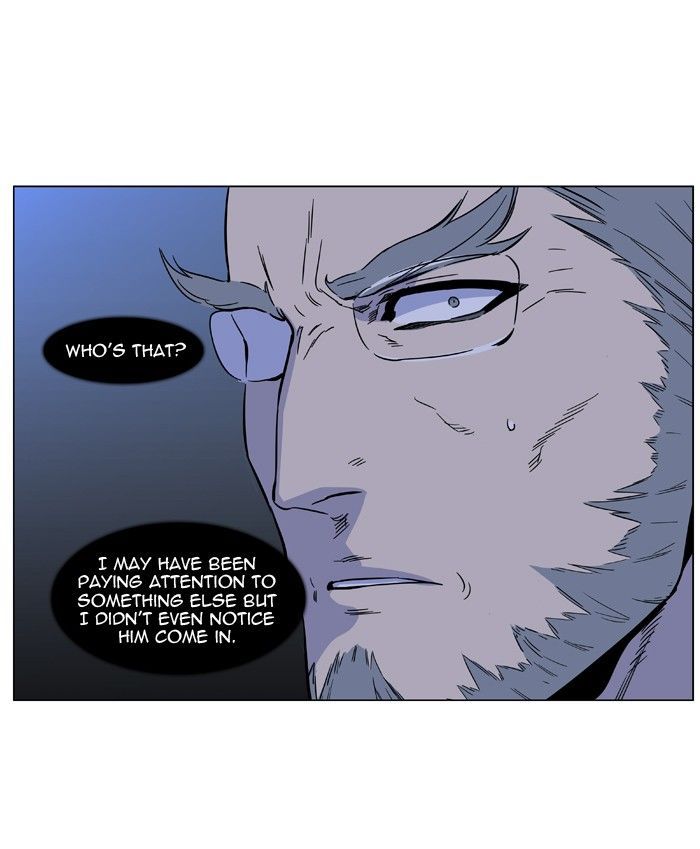 WHO'S THAT?
I MAY HAVE BEEN
PAYING ATTENTION TO
SOMETHING ELSE BUT
I DIDN'T EVEN NOTICE
HIM COME IN.